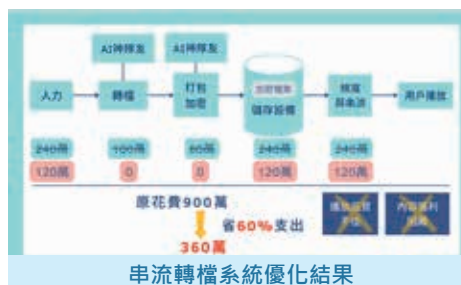 AI神隊友 AI神隊友
人力 轉檔 打包 加密 儲存設備 頻寬 與串流 用戶播放
240萬 100萬 80萬 240萬 240萬
120萬 0 0 120萬 120萬
原花費900萬
省60%支出
360萬
串流轉檔系統優化結果